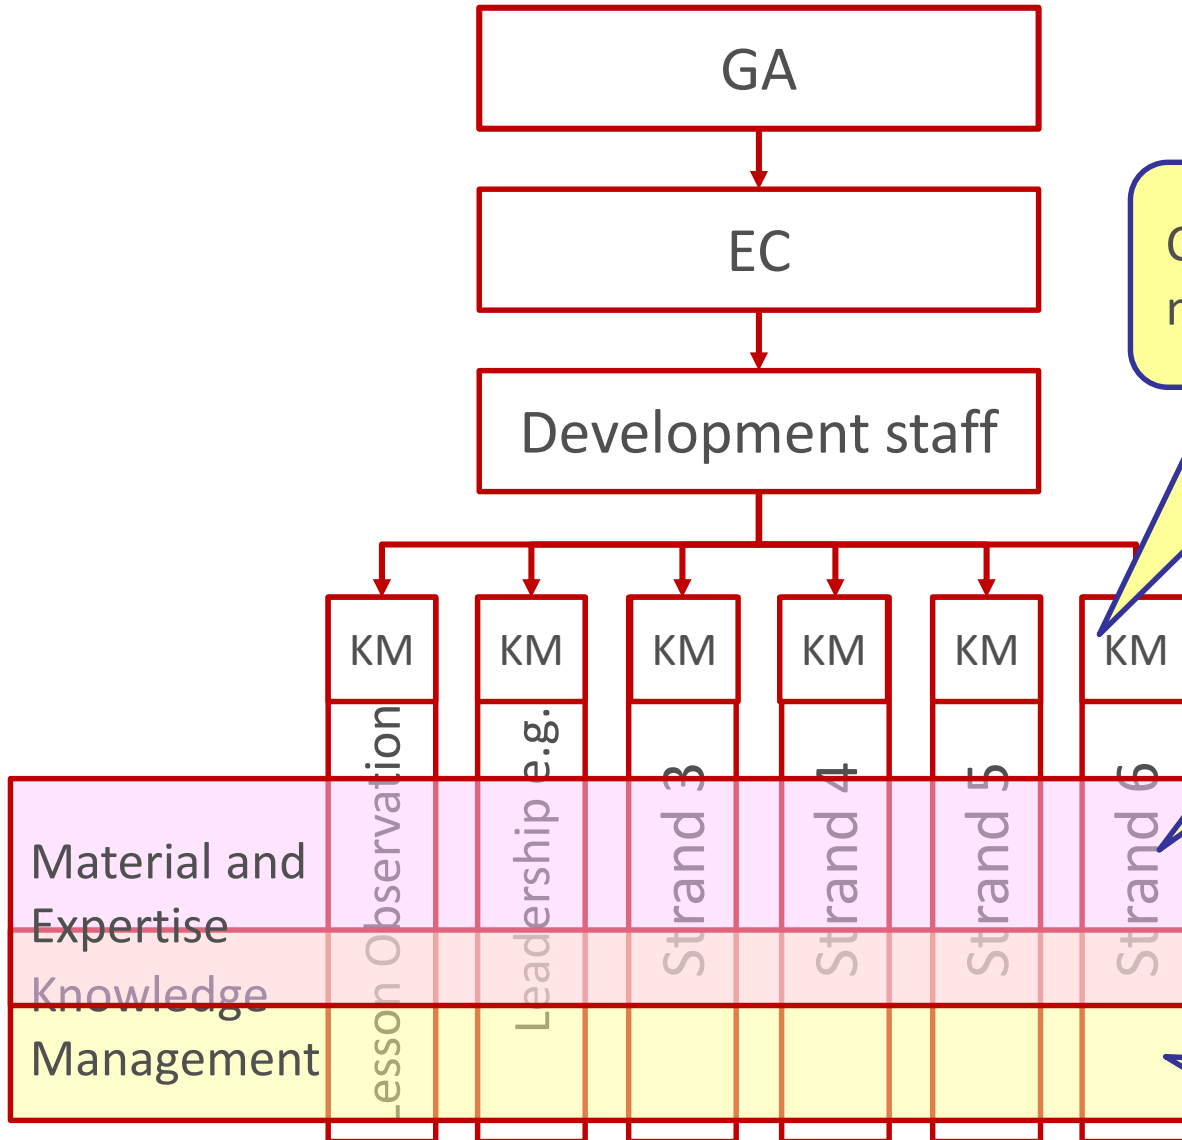 GA
EC
Development staff
KM
KM
KM
KM
KM
KM
Lesson Observation
Leadership e.g.
Strand 3
Strand 4
Strand 5
Strand 6
Material and
Expertise
Knowledge
Management